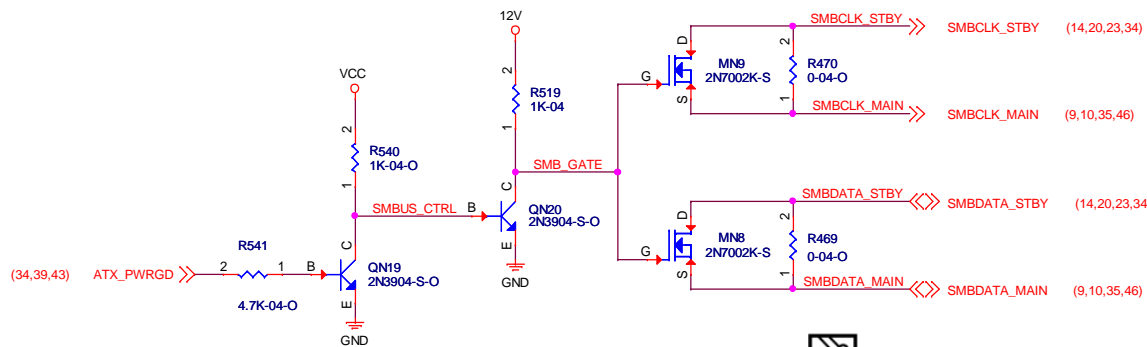 12V
SMBCLK_STBY
SMBCLK_STBY (14,20,23,34)
D
2
G
MN9
2N7002K-S
R470
0-04-O
S
1
SMBCLK_MAIN
SMBCLK_MAIN (9,10,35,46)
VCC
2
R519
1K-04
1
2
R540
1K-04-O
1
SMB_GATE
C
SMBUS_CTRL
B
QN20
2N3904-S-O
E
GND
SMBDATA_STBY
SMBDATA_STBY (14,20,23,34
D
2
G
MN8
2N7002K-S
R469
0-04-O
S
1
SMBDATA_MAIN
SMBDATA_MAIN (9,10,35,46)
(34,39,43) ATX_PWRGD
R541
2
1
4.7K-04-O
B
C
QN19
2N3904-S-O
E
GND